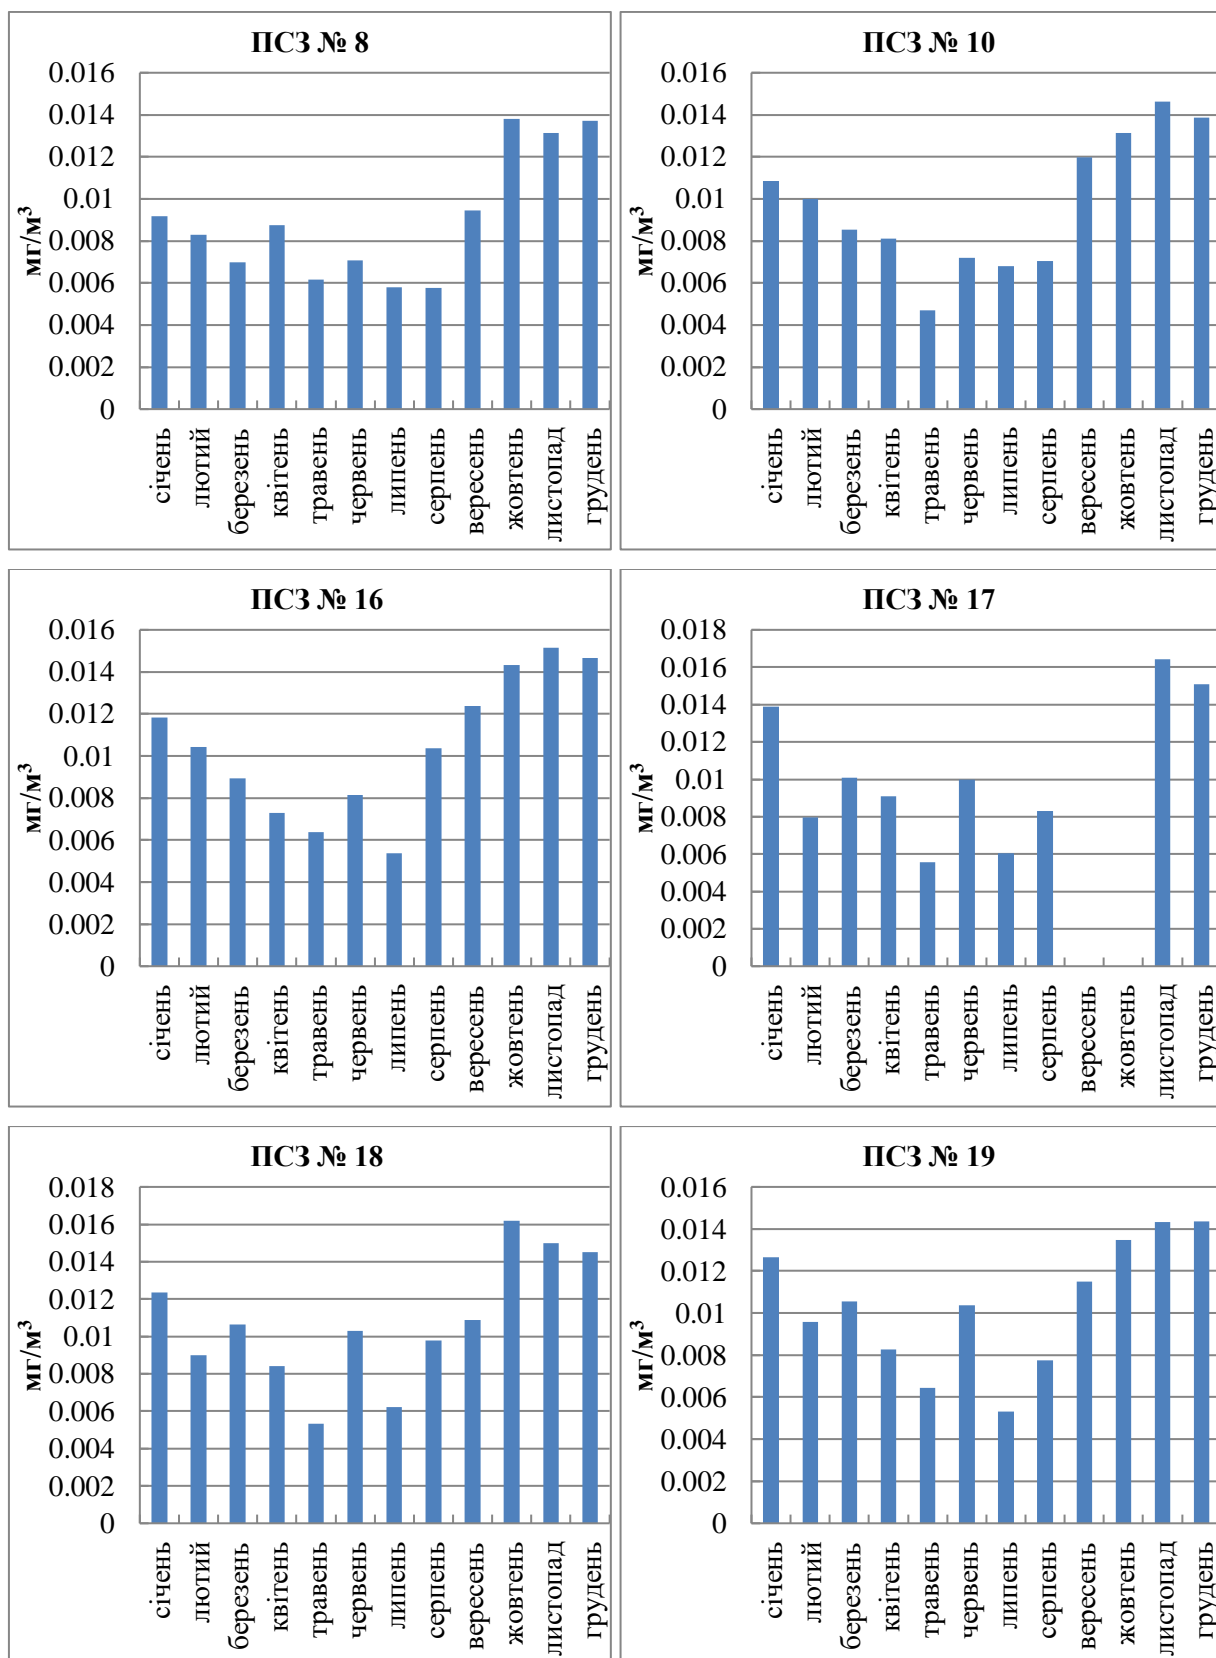 ПСЗ № 8
мг/м³
0.016
0.014
0.012
0.01
0.008
0.006
0.004
0.002
0
січень
лютий
березень
квітень
травень
червень
липень
серпень
вересень
жовтень
листопад
грудень
ПСЗ № 10
мг/м³
0.016
0.014
0.012
0.01
0.008
0.006
0.004
0.002
0
січень
лютий
березень
квітень
травень
червень
липень
серпень
вересень
жовтень
листопад
грудень
ПСЗ № 16
мг/м³
0.016
0.014
0.012
0.01
0.008
0.006
0.004
0.002
0
січень
лютий
березень
квітень
травень
червень
липень
серпень
вересень
жовтень
листопад
грудень
ПСЗ № 17
мг/м³
0.018
0.016
0.014
0.012
0.01
0.008
0.006
0.004
0.002
0
січень
лютий
березень
квітень
травень
червень
липень
серпень
вересень
жовтень
листопад
грудень
ПСЗ № 18
мг/м³
0.018
0.016
0.014
0.012
0.01
0.008
0.006
0.004
0.002
0
січень
лютий
березень
квітень
травень
червень
липень
серпень
вересень
жовтень
листопад
грудень
ПСЗ № 19
мг/м³
0.016
0.014
0.012
0.01
0.008
0.006
0.004
0.002
0
січень
лютий
березень
квітень
травень
червень
липень
серпень
вересень
жовтень
листопад
грудень